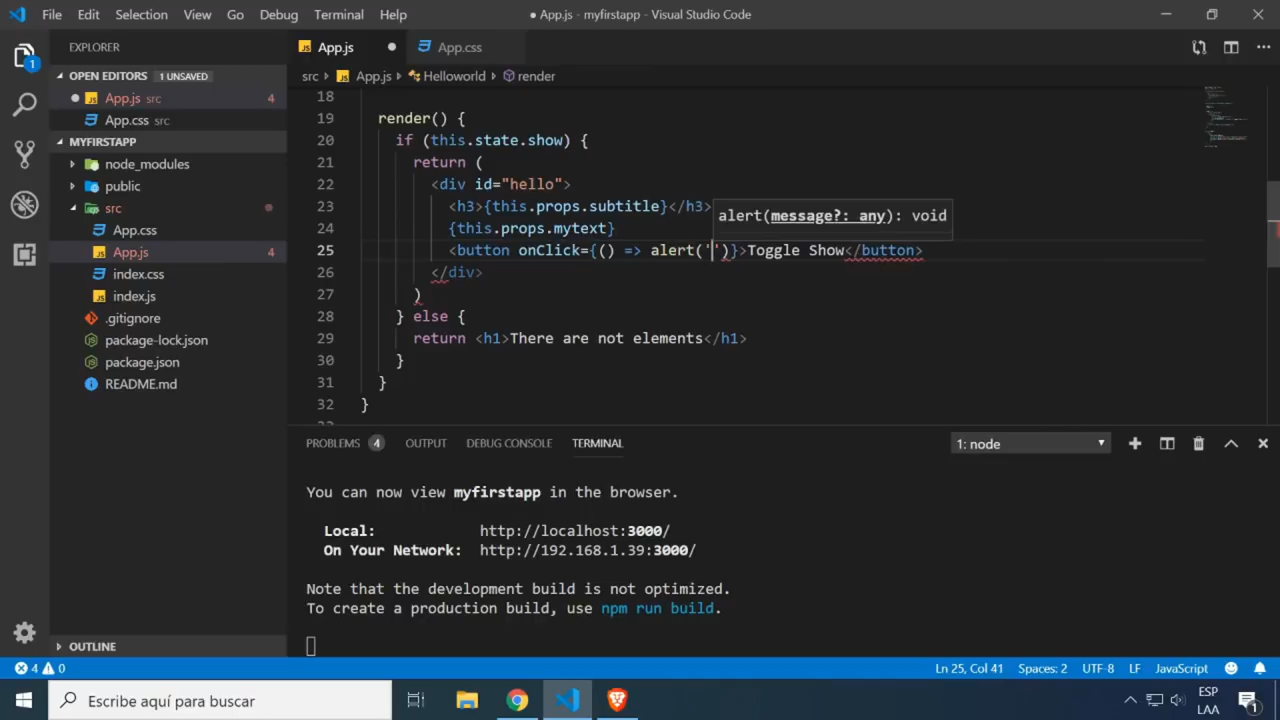 File Edit Selection View Go Debug Terminal Help
● App.js - myfirstapp - Visual Studio Code
EXPLORER
App.js
App.css
OPEN EDITORS 1 UNSAVED
src App.js Helloworld render
App.js src 4
App.css src
MYFIRSTAPP
node_modules
public
src
App.css
App.js 4
index.css
index.js
.gitignore
package-lock.json
package.json
README.md
OUTLINE
18
19 render() {
20 if (this.state.show) {
21 return (
22 <div id="hello">
23 <h3>{this.props.subtitle}</h3>
alert(message?: any): void
24 {this.props.mytext}
25 <button onClick={() => alert('')}>Toggle Show</button>
26 </div>
27 )
28 } else {
29 return <h1>There are not elements</h1>
30 }
31 }
32 }
PROBLEMS 4 OUTPUT DEBUG CONSOLE TERMINAL 1: node
You can now view myfirstapp in the browser.
Local: http://localhost:3000/
On Your Network: http://192.168.1.39:3000/
Note that the development build is not optimized.
To create a production build, use npm run build.
4 0 Ln 25, Col 41 Spaces: 2 UTF-8 LF JavaScript
1
Escribe aquí para buscar
ESP
LAA
1